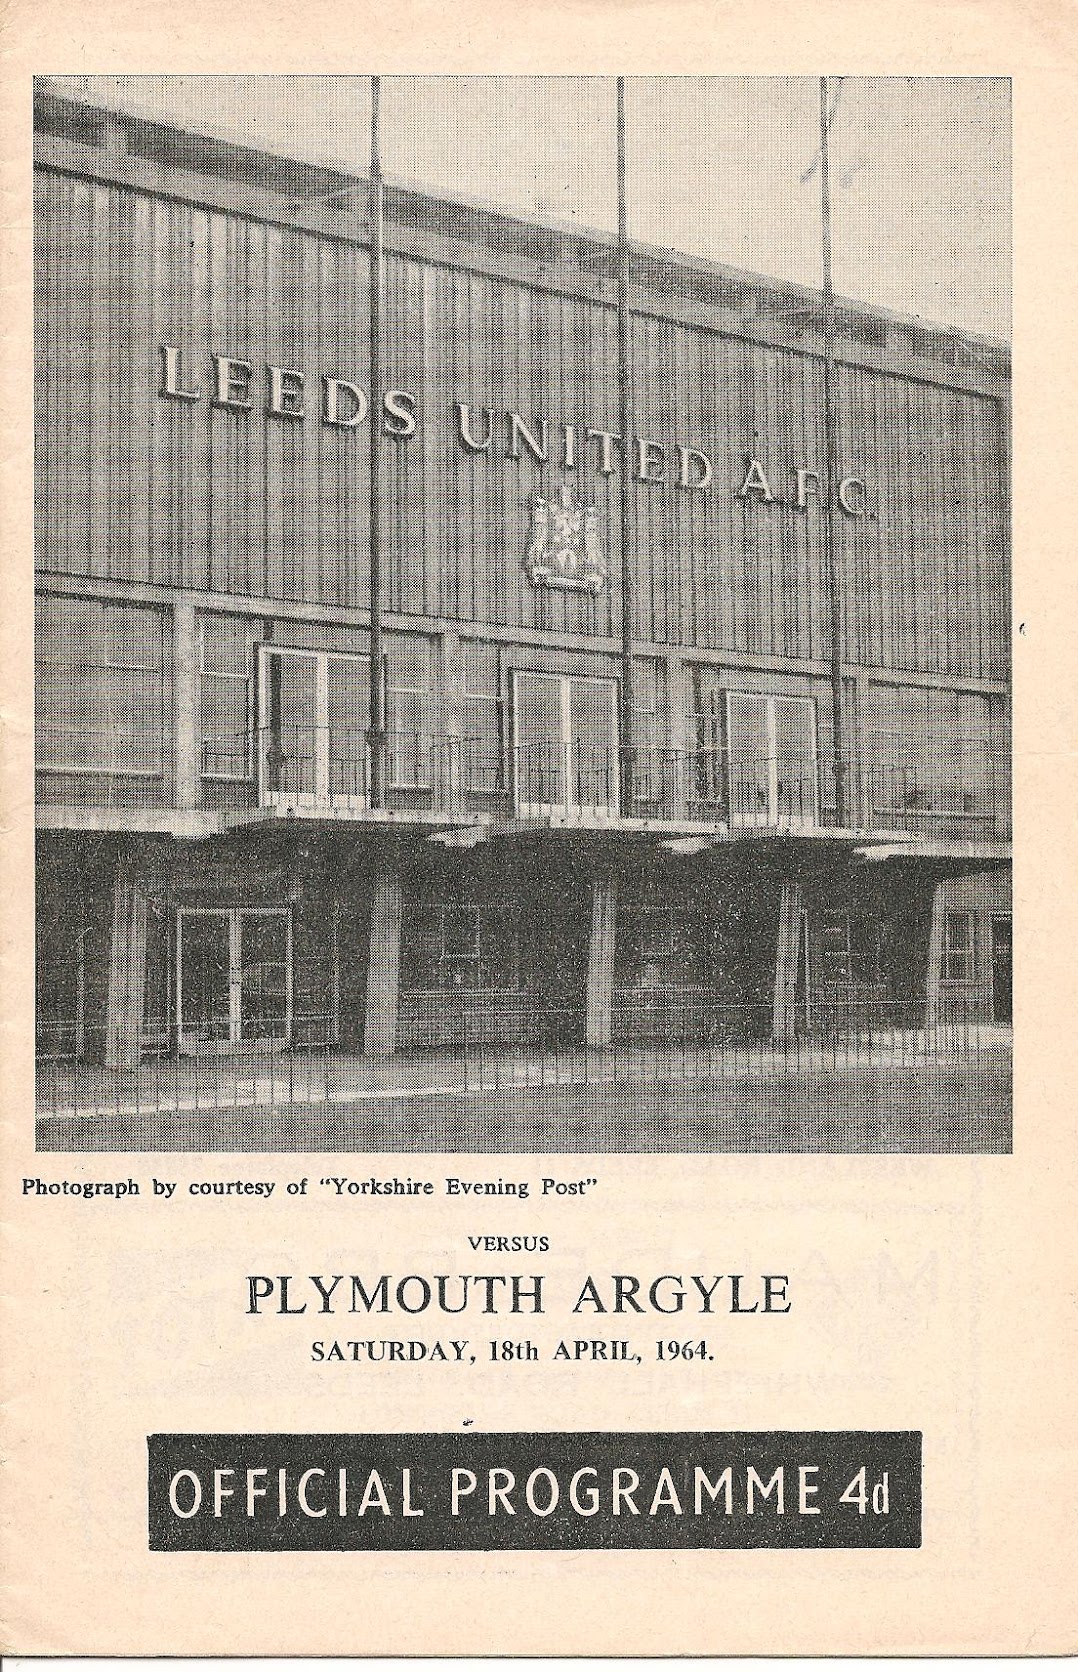 LEEDS UNITED A.F.C.
Photograph by courtesy of "Yorkshire Evening Post"
VERSUS
PLYMOUTH ARGYLE
SATURDAY, 18th APRIL, 1964.
OFFICIAL PROGRAMME 4d